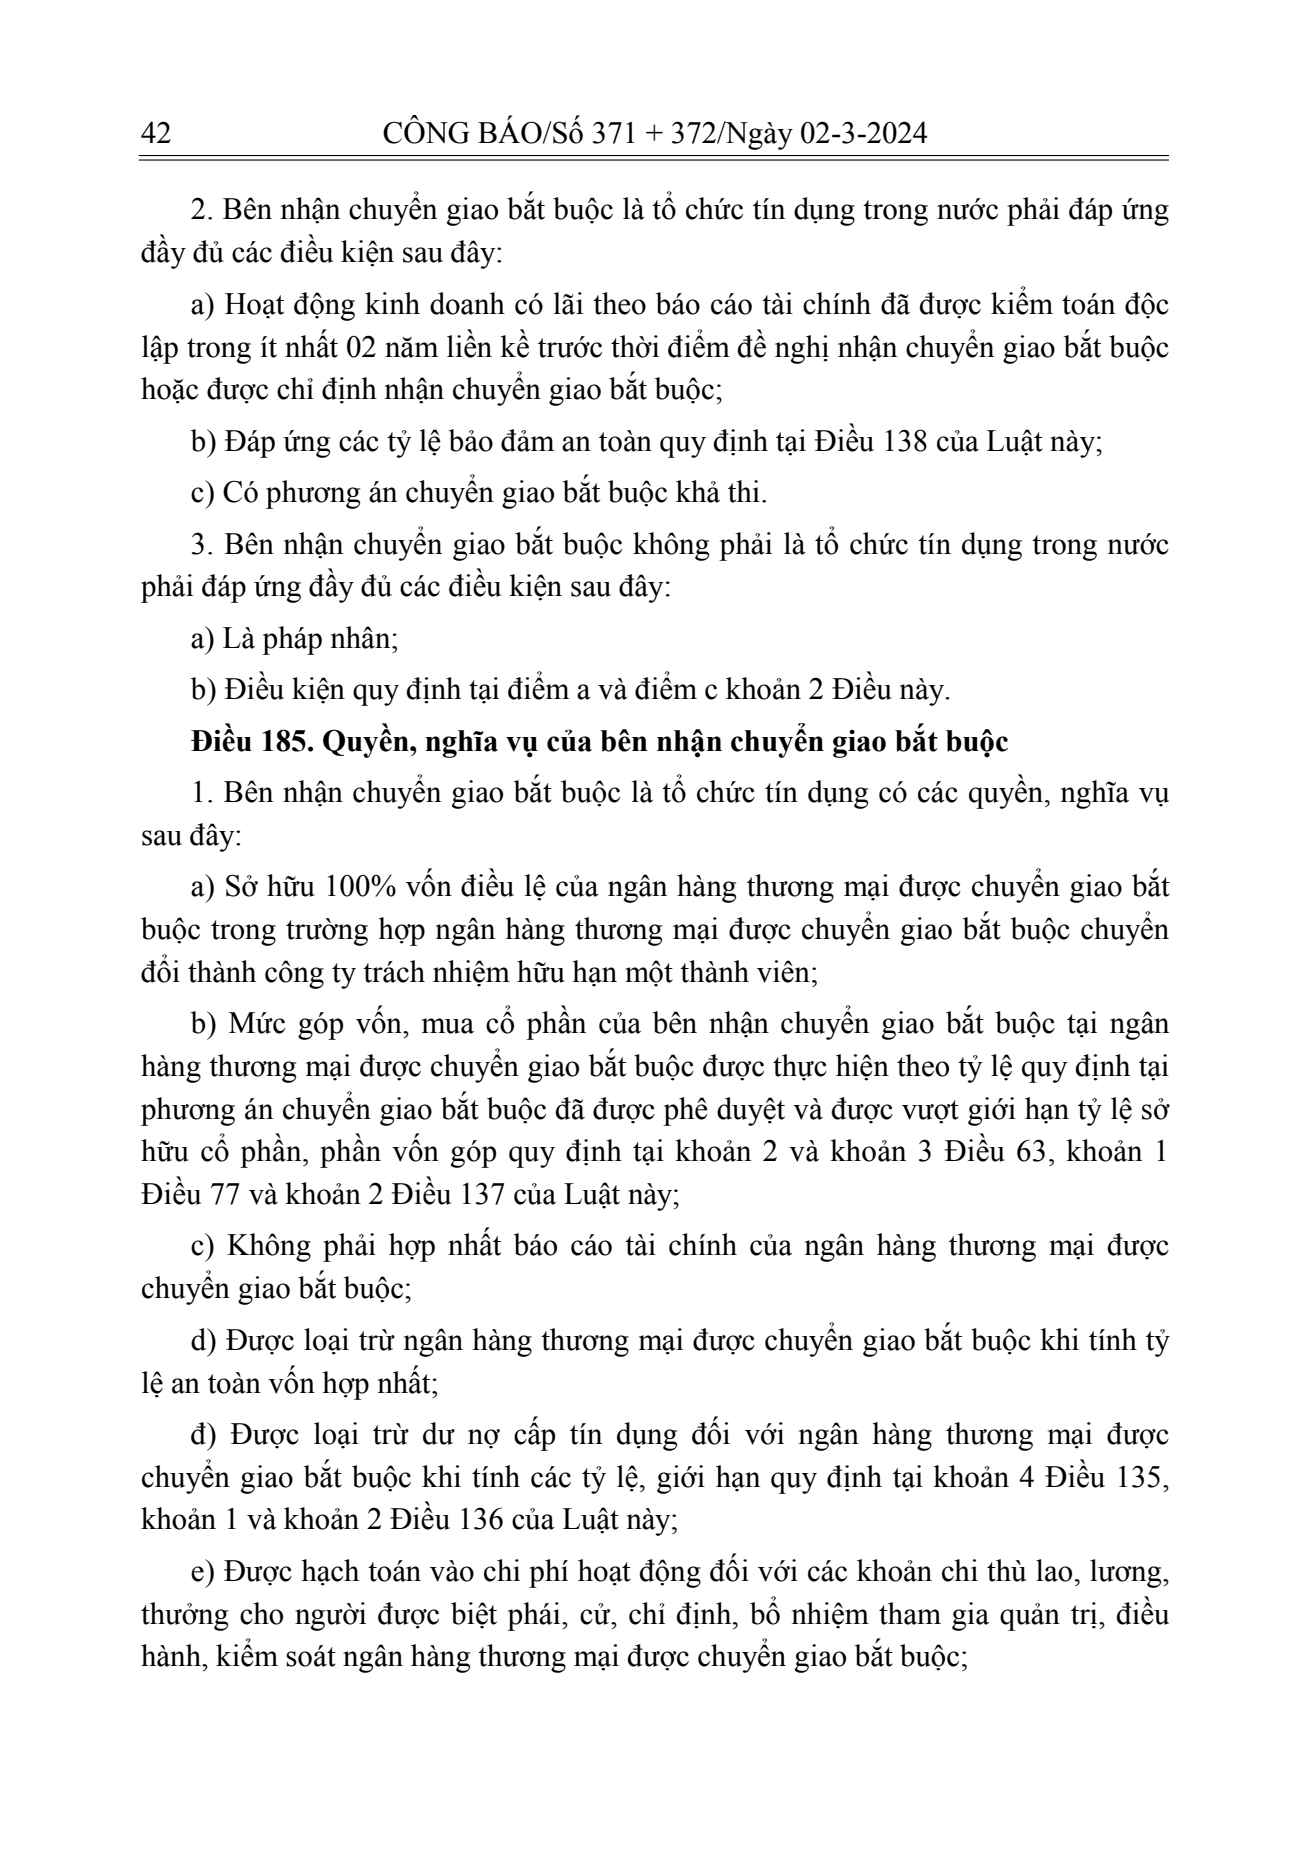 42
CÔNG BÁO/Số 371 + 372/Ngày 02-3-2024
2. Bên nhận chuyển giao bắt buộc là tổ chức tín dụng trong nước phải đáp ứng
đầy đủ các điều kiện sau đây:
a) Hoạt động kinh doanh có lãi theo báo cáo tài chính đã được kiểm toán độc
lập trong ít nhất 02 năm liền kề trước thời điểm đề nghị nhận chuyển giao bắt buộc
hoặc được chỉ định nhận chuyển giao bắt buộc;
b) Đáp ứng các tỷ lệ bảo đảm an toàn quy định tại Điều 138 của Luật này;
c) Có phương án chuyển giao bắt buộc khả thi.
3. Bên nhận chuyển giao bắt buộc không phải là tổ chức tín dụng trong nước
phải đáp ứng đầy đủ các điều kiện sau đây:
a) Là pháp nhân;
b) Điều kiện quy định tại điểm a và điểm c khoản 2 Điều này.
Điều 185. Quyền, nghĩa vụ của bên nhận chuyển giao bắt buộc
1. Bên nhận chuyển giao bắt buộc là tổ chức tín dụng có các quyền, nghĩa vụ
sau đây:
a) Sở hữu 100% vốn điều lệ của ngân hàng thương mại được chuyển giao bắt
buộc trong trường hợp ngân hàng thương mại được chuyển giao bắt buộc chuyển
đổi thành công ty trách nhiệm hữu hạn một thành viên;
b) Mức góp vốn, mua cổ phần của bên nhận chuyển giao bắt buộc tại ngân
hàng thương mại được chuyển giao bắt buộc được thực hiện theo tỷ lệ quy định tại
phương án chuyển giao bắt buộc đã được phê duyệt và được vượt giới hạn tỷ lệ sở
hữu cổ phần, phần vốn góp quy định tại khoản 2 và khoản 3 Điều 63, khoản 1
Điều 77 và khoản 2 Điều 137 của Luật này;
c) Không phải hợp nhất báo cáo tài chính của ngân hàng thương mại được
chuyển giao bắt buộc;
d) Được loại trừ ngân hàng thương mại được chuyển giao bắt buộc khi tính tỷ
lệ an toàn vốn hợp nhất;
đ) Được loại trừ dư nợ cấp tín dụng đối với ngân hàng thương mại được
chuyển giao bắt buộc khi tính các tỷ lệ, giới hạn quy định tại khoản 4 Điều 135,
khoản 1 và khoản 2 Điều 136 của Luật này;
e) Được hạch toán vào chi phí hoạt động đối với các khoản chi thù lao, lương,
thưởng cho người được biệt phái, cử, chỉ định, bổ nhiệm tham gia quản trị, điều
hành, kiểm soát ngân hàng thương mại được chuyển giao bắt buộc;